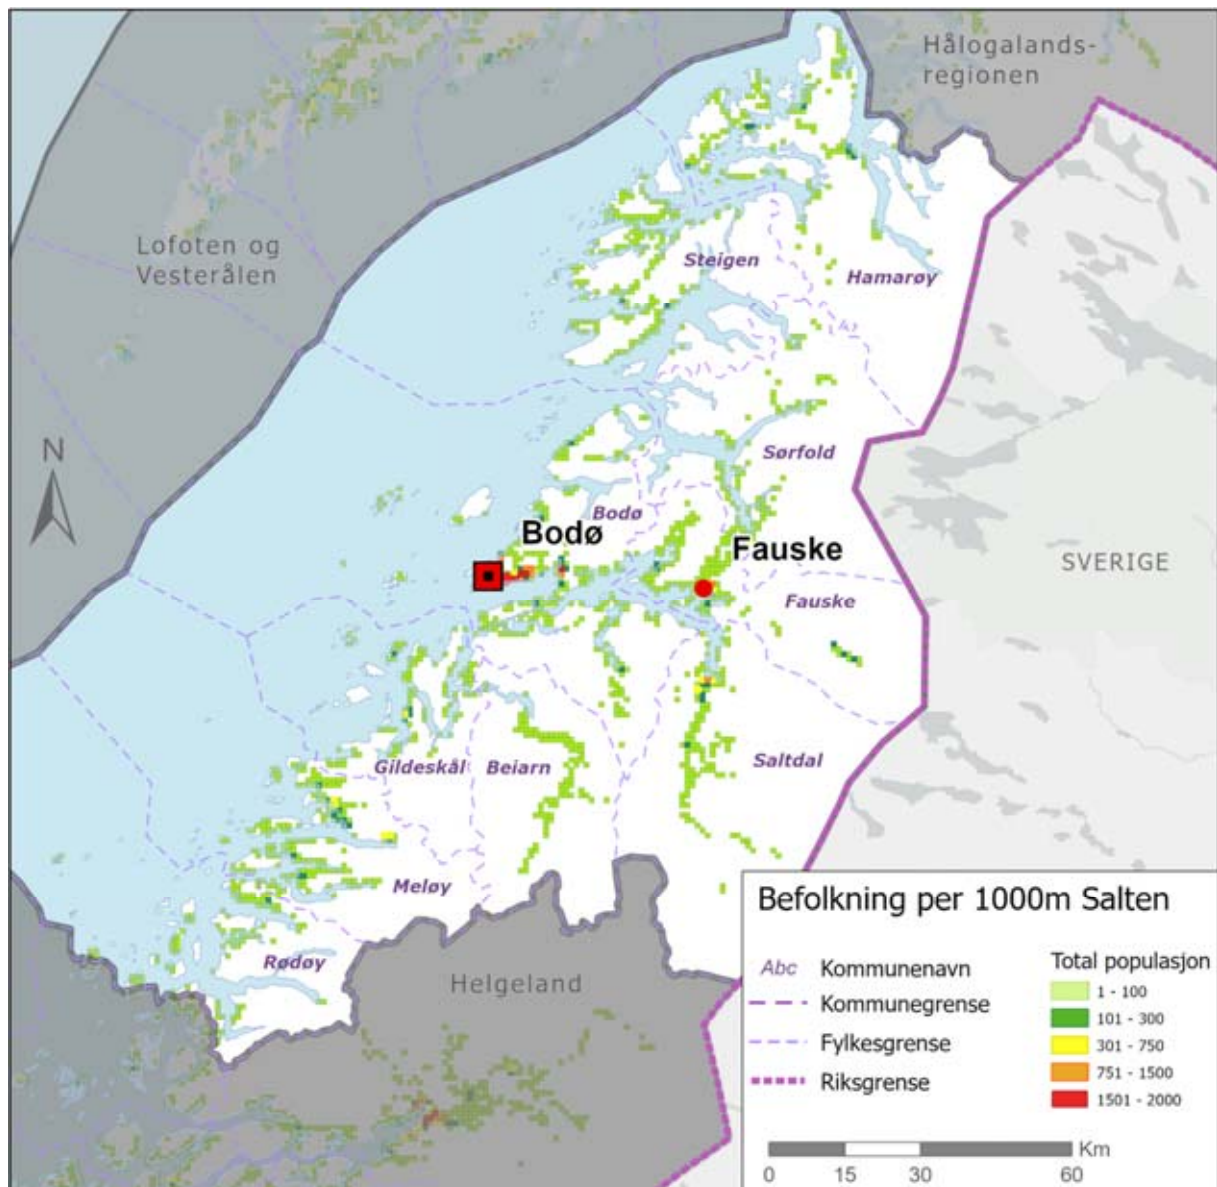 Hålogalands-
regionen
Lofoten og
Vesterålen
Steigen
Hamarøy
N
Sørfold
Bodø
Bodø
Fauske
SVERIGE
Fauske
Gildeskål
Beiarn
Saltdal
Meløy
Rødøy
Helgeland
Befolkning per 1000m Salten
Abc Kommunenavn
Kommunegrense
Fylkesgrense
Riksgrense
Total populasjon
1 - 100
101 - 300
301 - 750
751 - 1500
1501 - 2000
Km
0 15 30 60